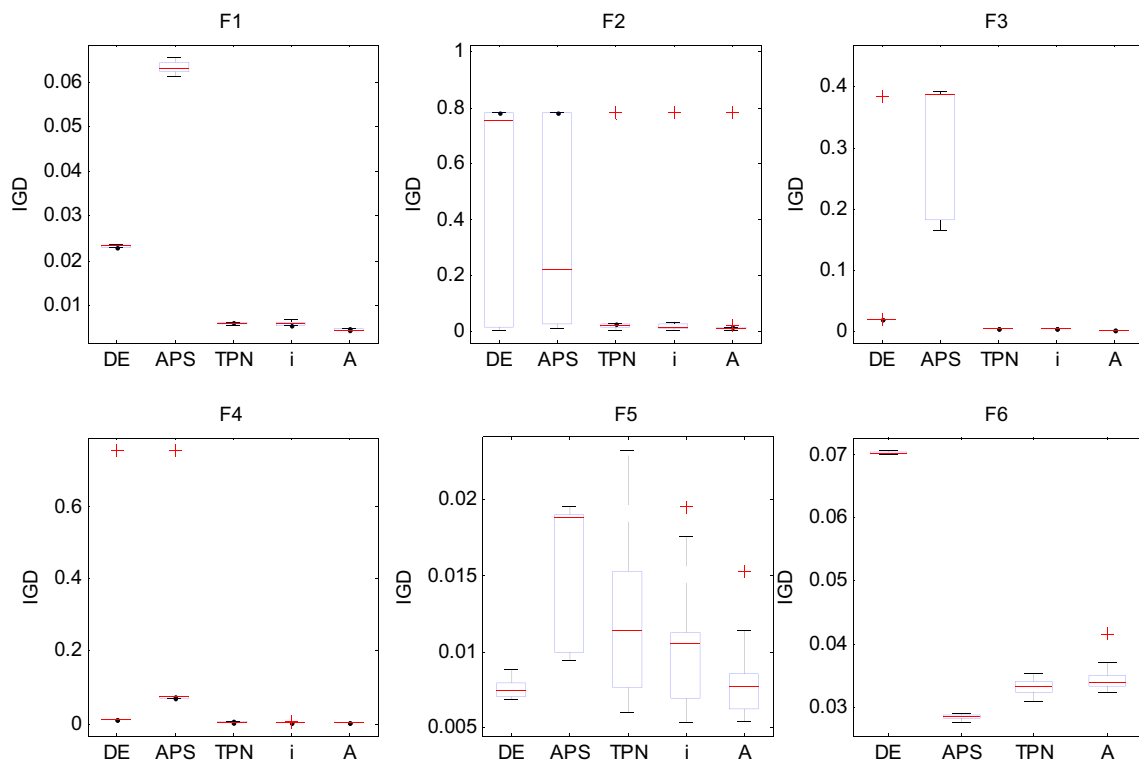 F1
0.06
0.05
0.04
0.03
0.02
0.01
IGD
DE APS TPN i A
F2
1
0.8
0.6
0.4
0.2
0
IGD
DE APS TPN i A
F3
0.4
0.3
0.2
0.1
0
IGD
DE APS TPN i A
F4
0.6
0.4
0.2
0
IGD
DE APS TPN i A
F5
0.02
0.015
0.01
0.005
IGD
DE APS TPN i A
F6
0.07
0.06
0.05
0.04
0.03
IGD
DE APS TPN A